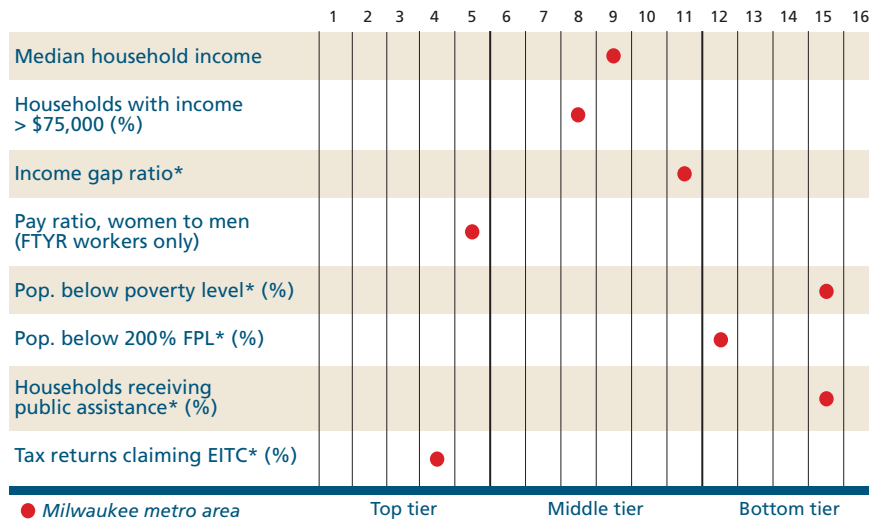 1 2 3 4 5 6 7 8 9 10 11 12 13 14 15 16
Median household income
Households with income
> $75,000 (%)
Income gap ratio*
Pay ratio, women to men
(FTYR workers only)
Pop. below poverty level* (%)
Pop. below 200% FPL* (%)
Households receiving
public assistance* (%)
Tax returns claiming EITC* (%)
Milwaukee metro area Top tier Middle tier Bottom tier